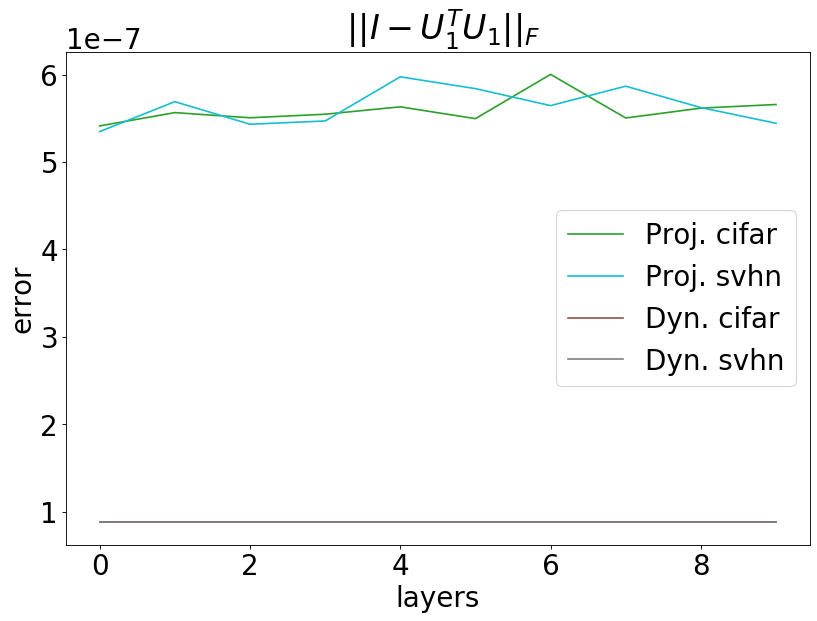 ||I − U₁ᵀU₁||_F
1e−7
6
5
4
3
2
1
error
Proj. cifar
Proj. svhn
Dyn. cifar
Dyn. svhn
0 2 4 6 8
layers